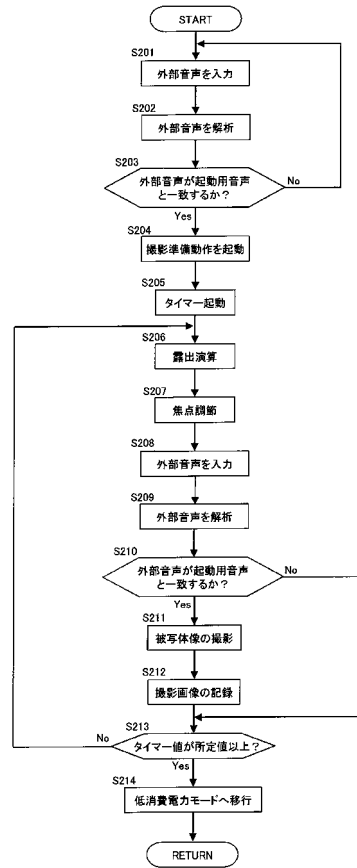 START
S201
外部音声を入力
S202
外部音声を解析
S203
外部音声が起動用音声
と一致するか？
No
Yes
S204
撮影準備動作を起動
S205
タイマー起動
S206
露出演算
S207
焦点調節
S208
外部音声を入力
S209
外部音声を解析
S210
外部音声が起動用音声
と一致するか？
No
Yes
S211
被写体像の撮影
S212
撮影画像の記録
S213
No
タイマー値が所定値以上？
Yes
S214
低消費電力モードへ移行
RETURN